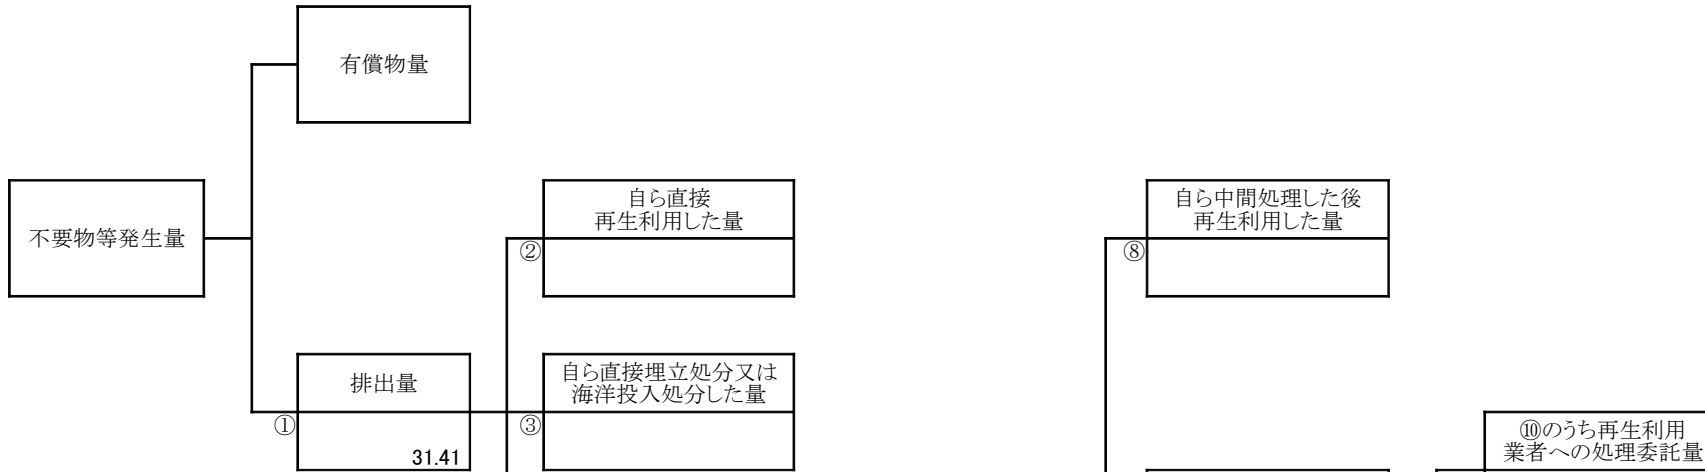 有償物量
不要物等発生量
自ら直接
再生利用した量
②
自ら中間処理した後
再生利用した量
⑧
排出量
①
31.41
自ら直接埋立処分又は
海洋投入処分した量
③
⑩のうち再生利用
業者への処理委託量